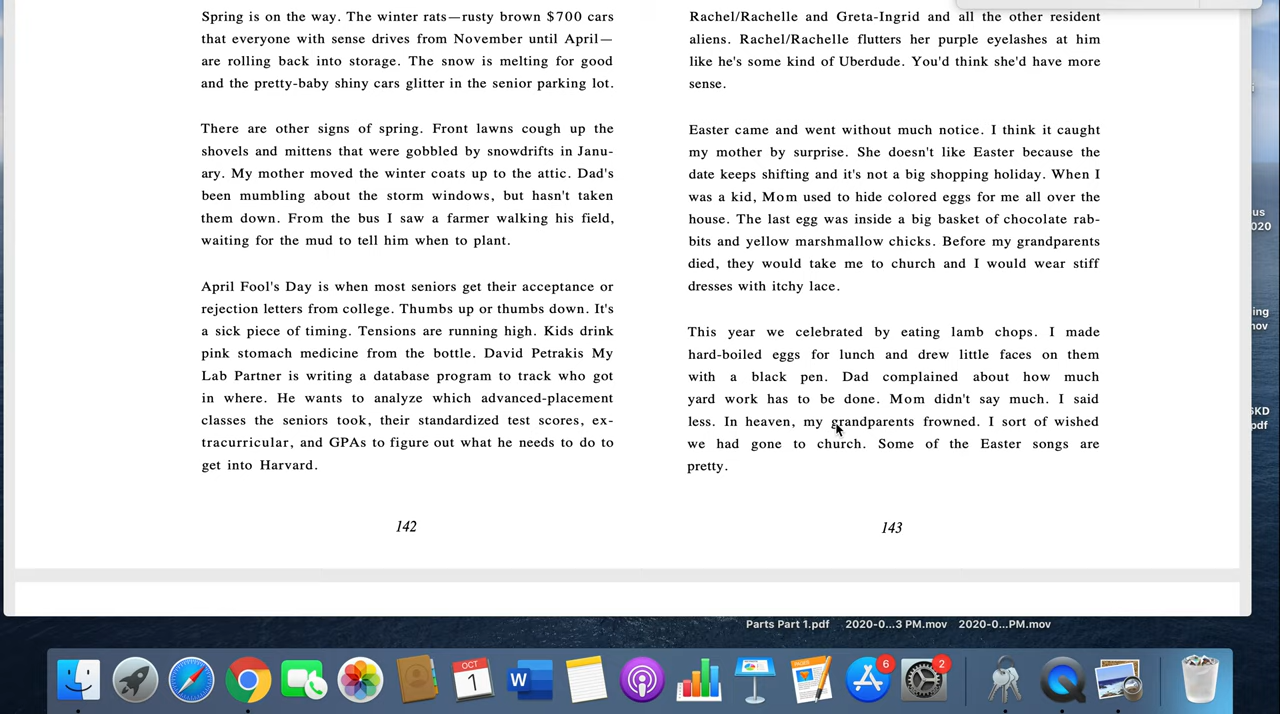 Spring is on the way. The winter rats—rusty brown $700 cars
that everyone with sense drives from November until April—
are rolling back into storage. The snow is melting for good
and the pretty-baby shiny cars glitter in the senior parking lot.
There are other signs of spring. Front lawns cough up the
shovels and mittens that were gobbled by snowdrifts in Janu-
ary. My mother moved the winter coats up to the attic. Dad's
been mumbling about the storm windows, but hasn't taken
them down. From the bus I saw a farmer walking his field,
waiting for the mud to tell him when to plant.
April Fool's Day is when most seniors get their acceptance or
rejection letters from college. Thumbs up or thumbs down. It's
a sick piece of timing. Tensions are running high. Kids drink
pink stomach medicine from the bottle. David Petrakis My
Lab Partner is writing a database program to track who got
in where. He wants to analyze which advanced-placement
classes the seniors took, their standardized test scores, ex-
tracurricular, and GPAs to figure out what he needs to do to
get into Harvard.
142
Rachel/Rachelle and Greta-Ingrid and all the other resident
aliens. Rachel/Rachelle flutters her purple eyelashes at him
like he's some kind of Uberdude. You'd think she'd have more
sense.
Easter came and went without much notice. I think it caught
my mother by surprise. She doesn't like Easter because the
date keeps shifting and it's not a big shopping holiday. When I
was a kid, Mom used to hide colored eggs for me all over the
house. The last egg was inside a big basket of chocolate rab-
bits and yellow marshmallow chicks. Before my grandparents
died, they would take me to church and I would wear stiff
dresses with itchy lace.
This year we celebrated by eating lamb chops. I made
hard-boiled eggs for lunch and drew little faces on them
with a black pen. Dad complained about how much
yard work has to be done. Mom didn't say much. I said
less. In heaven, my grandparents frowned. I sort of wished
we had gone to church. Some of the Easter songs are
pretty.
143
Parts Part 1.pdf 2020-0...3 PM.mov 2020-0...PM.mov
OCT
1
W
6
2